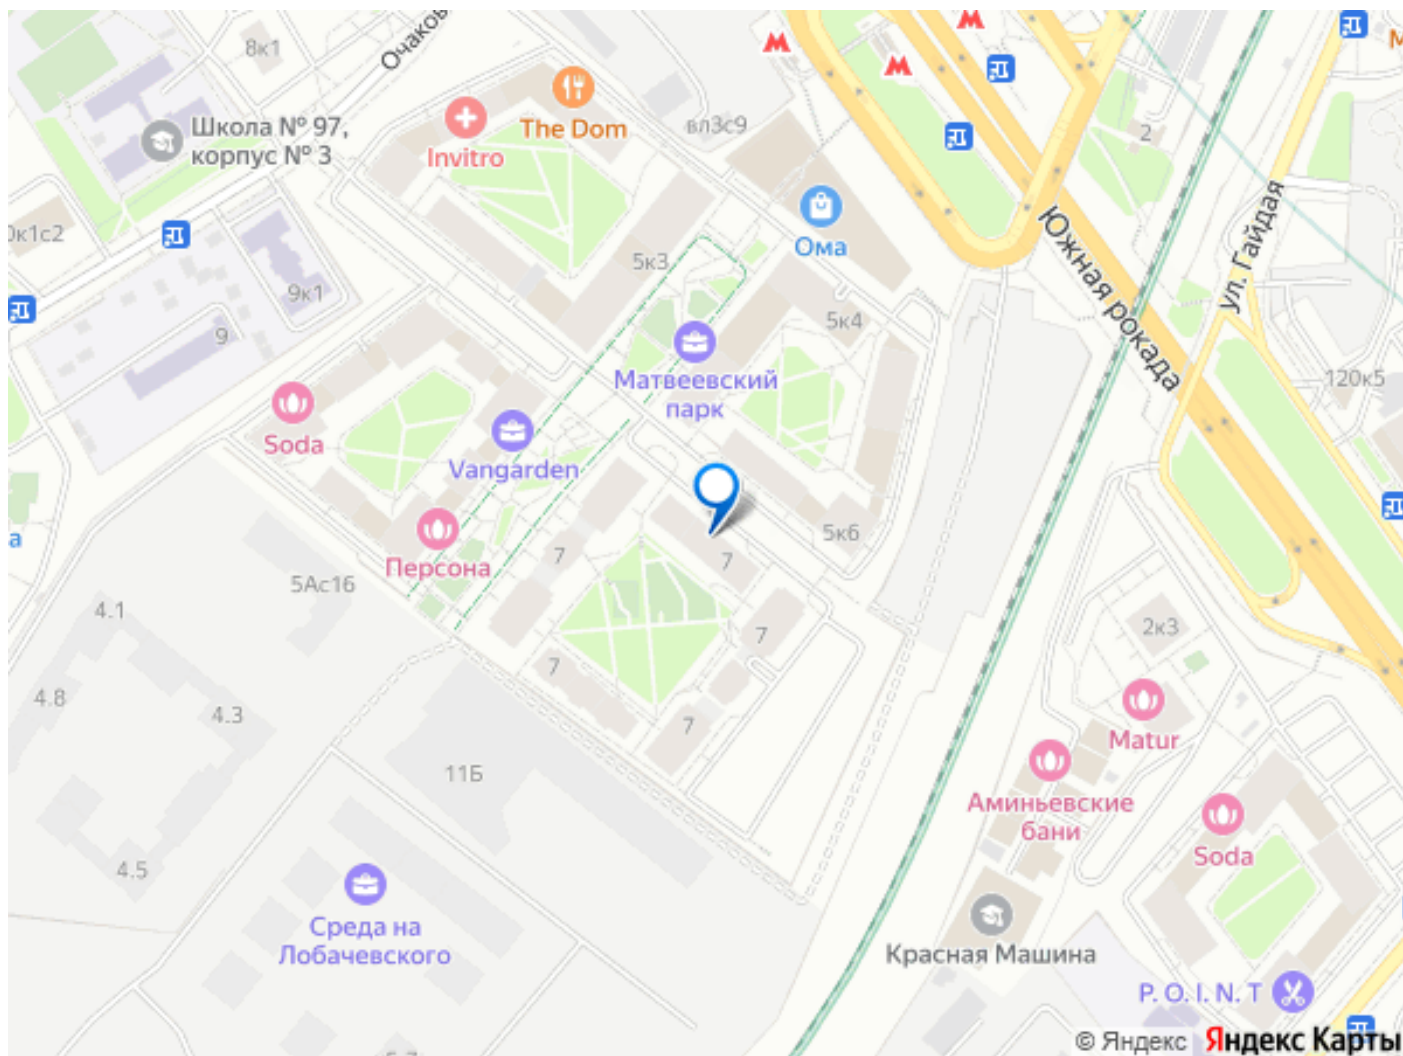 8к1
Очаков
Школа № 97,
корпус № 3
The Dom
Invitro
вл3с9
2
Ома
0к1с2
5к3
9к1
9
5к4
Южная рокада
ул. Гайдая
120к5
Матвеевский
парк
Soda
Vangarden
5к6
а
Персона
7
7
5Ас16
4.1
7
7
2к3
4.8
4.3
7
Matur
11Б
Аминьевские
бани
4.5
Soda
Среда на
Лобачевского
Красная Машина
P. O. I. N. T
© Яндекс Яндекс Карты